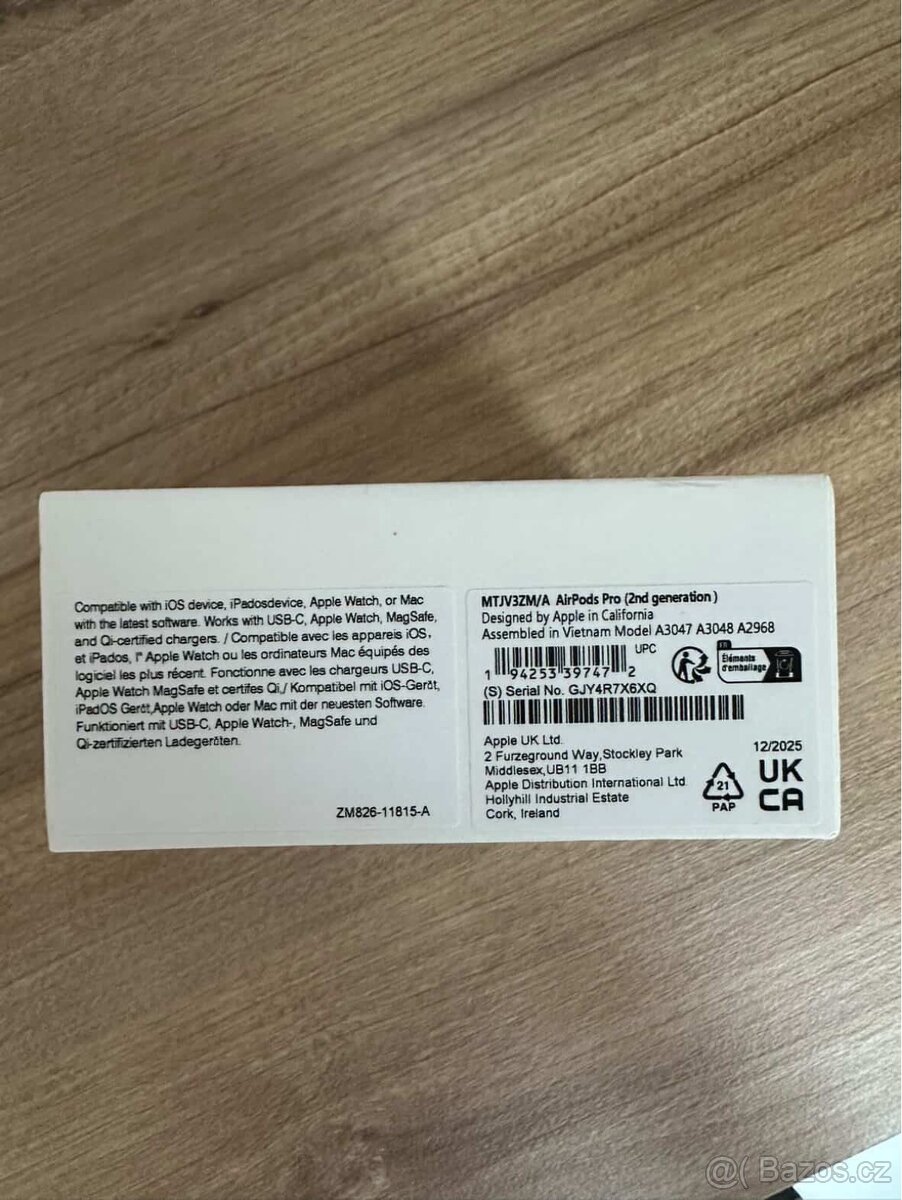 Compatible with iOS device, iPadosdevice, Apple Watch, or Mac
with the latest software. Works with USB-C, Apple Watch, MagSafe,
and Qi-certified chargers. / Compatible avec les appareis iOS,
et iPados, l' Apple Watch ou les ordinateurs Mac équipés des
logiciel les plus récent. Fonctionne avec les chargeurs USB-C,
Apple Watch MagSafe et certifes Qi./ Kompatibel mit iOS-Gerät,
iPadOS Gerät,Apple Watch oder Mac mit der neuesten Software.
Funktioniert mit USB-C, Apple Watch-, MagSafe und
Qi-zertifizierten Ladegeräten.
ZM826-11815-A
MTJV3ZM/A AirPods Pro (2nd generation )
Designed by Apple in California
Assembled in Vietnam Model A3047 A3048 A2968
UPC
1 94253 39747 2
FR
Éléments
d'emballage
(S) Serial No. GJY4R7X6XQ
Apple UK Ltd.
2 Furzeground Way,Stockley Park
Middlesex,UB11 1BB
Apple Distribution International Ltd.
Hollyhill Industrial Estate
Cork, Ireland
12/2025
21
PAP
UK
CA
@( Bazos.cz